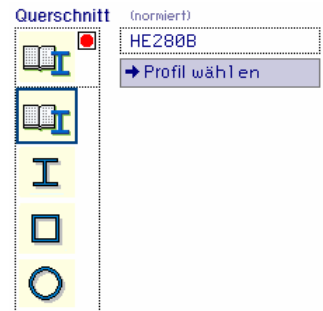 Querschnitt (normiert)
HE280B
➔ Profil wählen